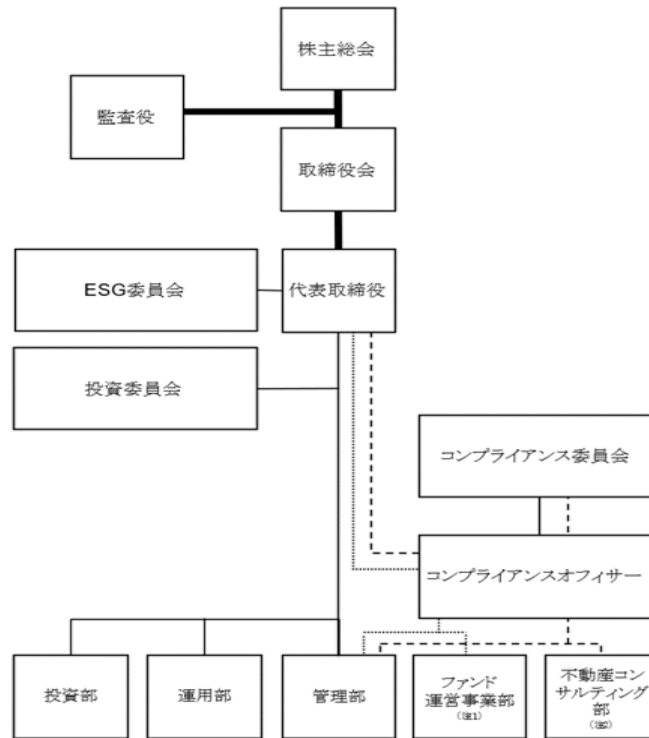 株主総会
監査役
取締役会
ESG委員会
代表取締役
投資委員会
コンプライアンス委員会
コンプライアンスオフィサー
投資部
運用部
管理部
ファンド
運営事業部
(注1)
不動産コン
サルティング
部
(注2)